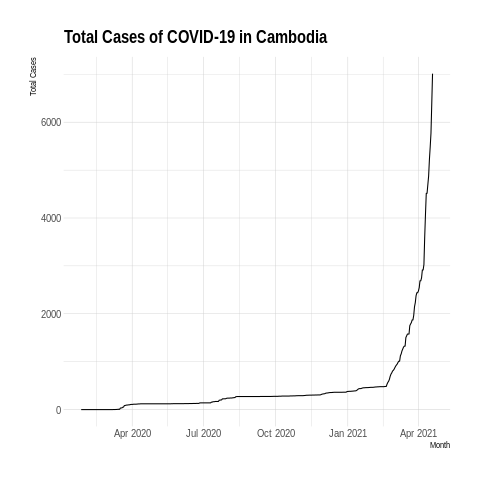 Total Cases of COVID-19 in Cambodia
Total Cases
6000
4000
2000
0
Apr 2020 Jul 2020 Oct 2020 Jan 2021 Apr 2021
Month